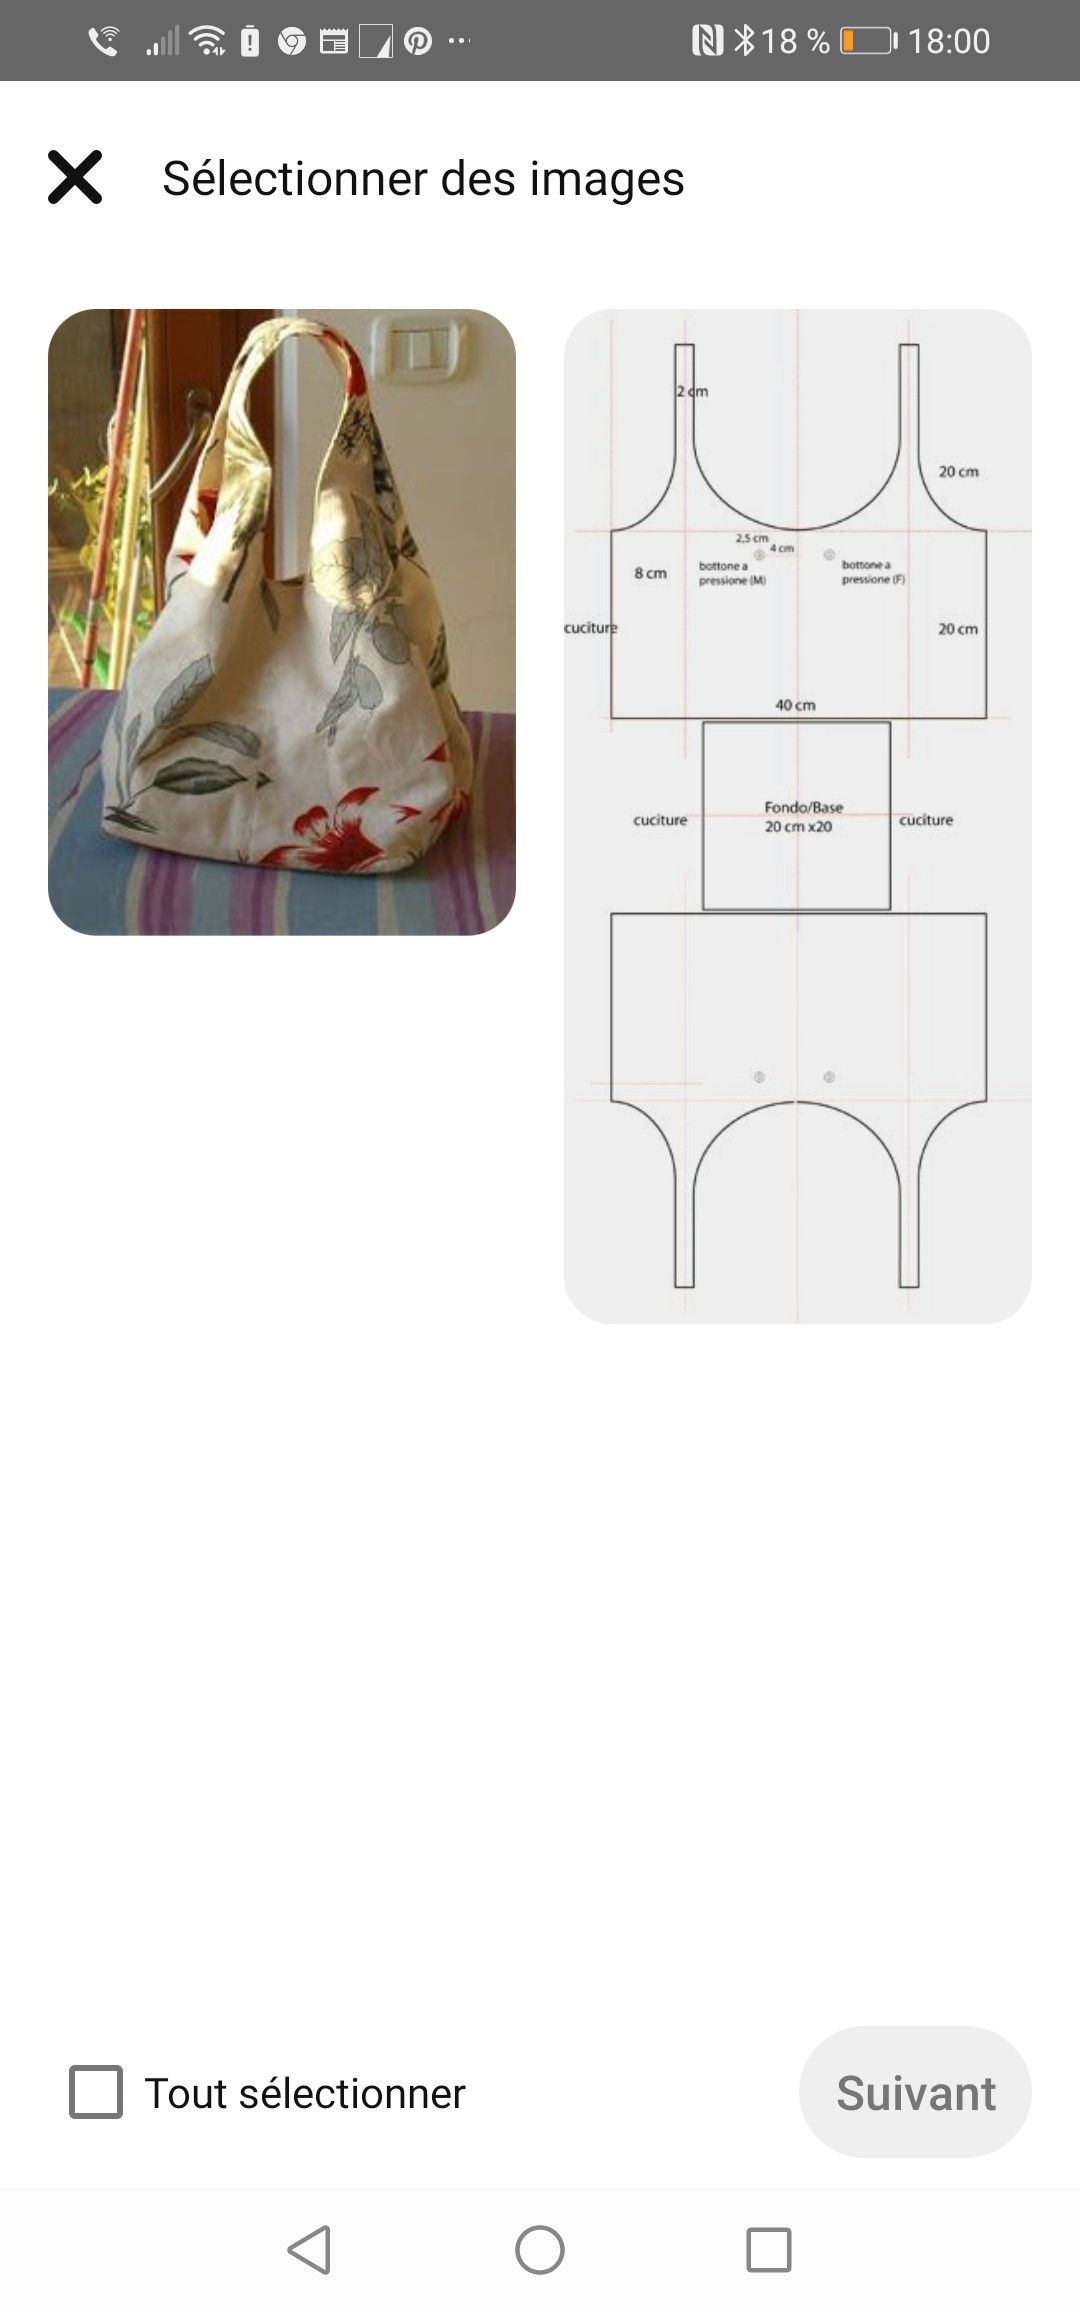 18 % 18:00
Sélectionner des images
2 cm
20 cm
2,5 cm
4 cm
8 cm
bottone a
pressione (M)
bottone a
pressione (F)
cuciture
20 cm
40 cm
cuciture
Fondo/Base
20 cm x20
cuciture
Tout sélectionner
Suivant